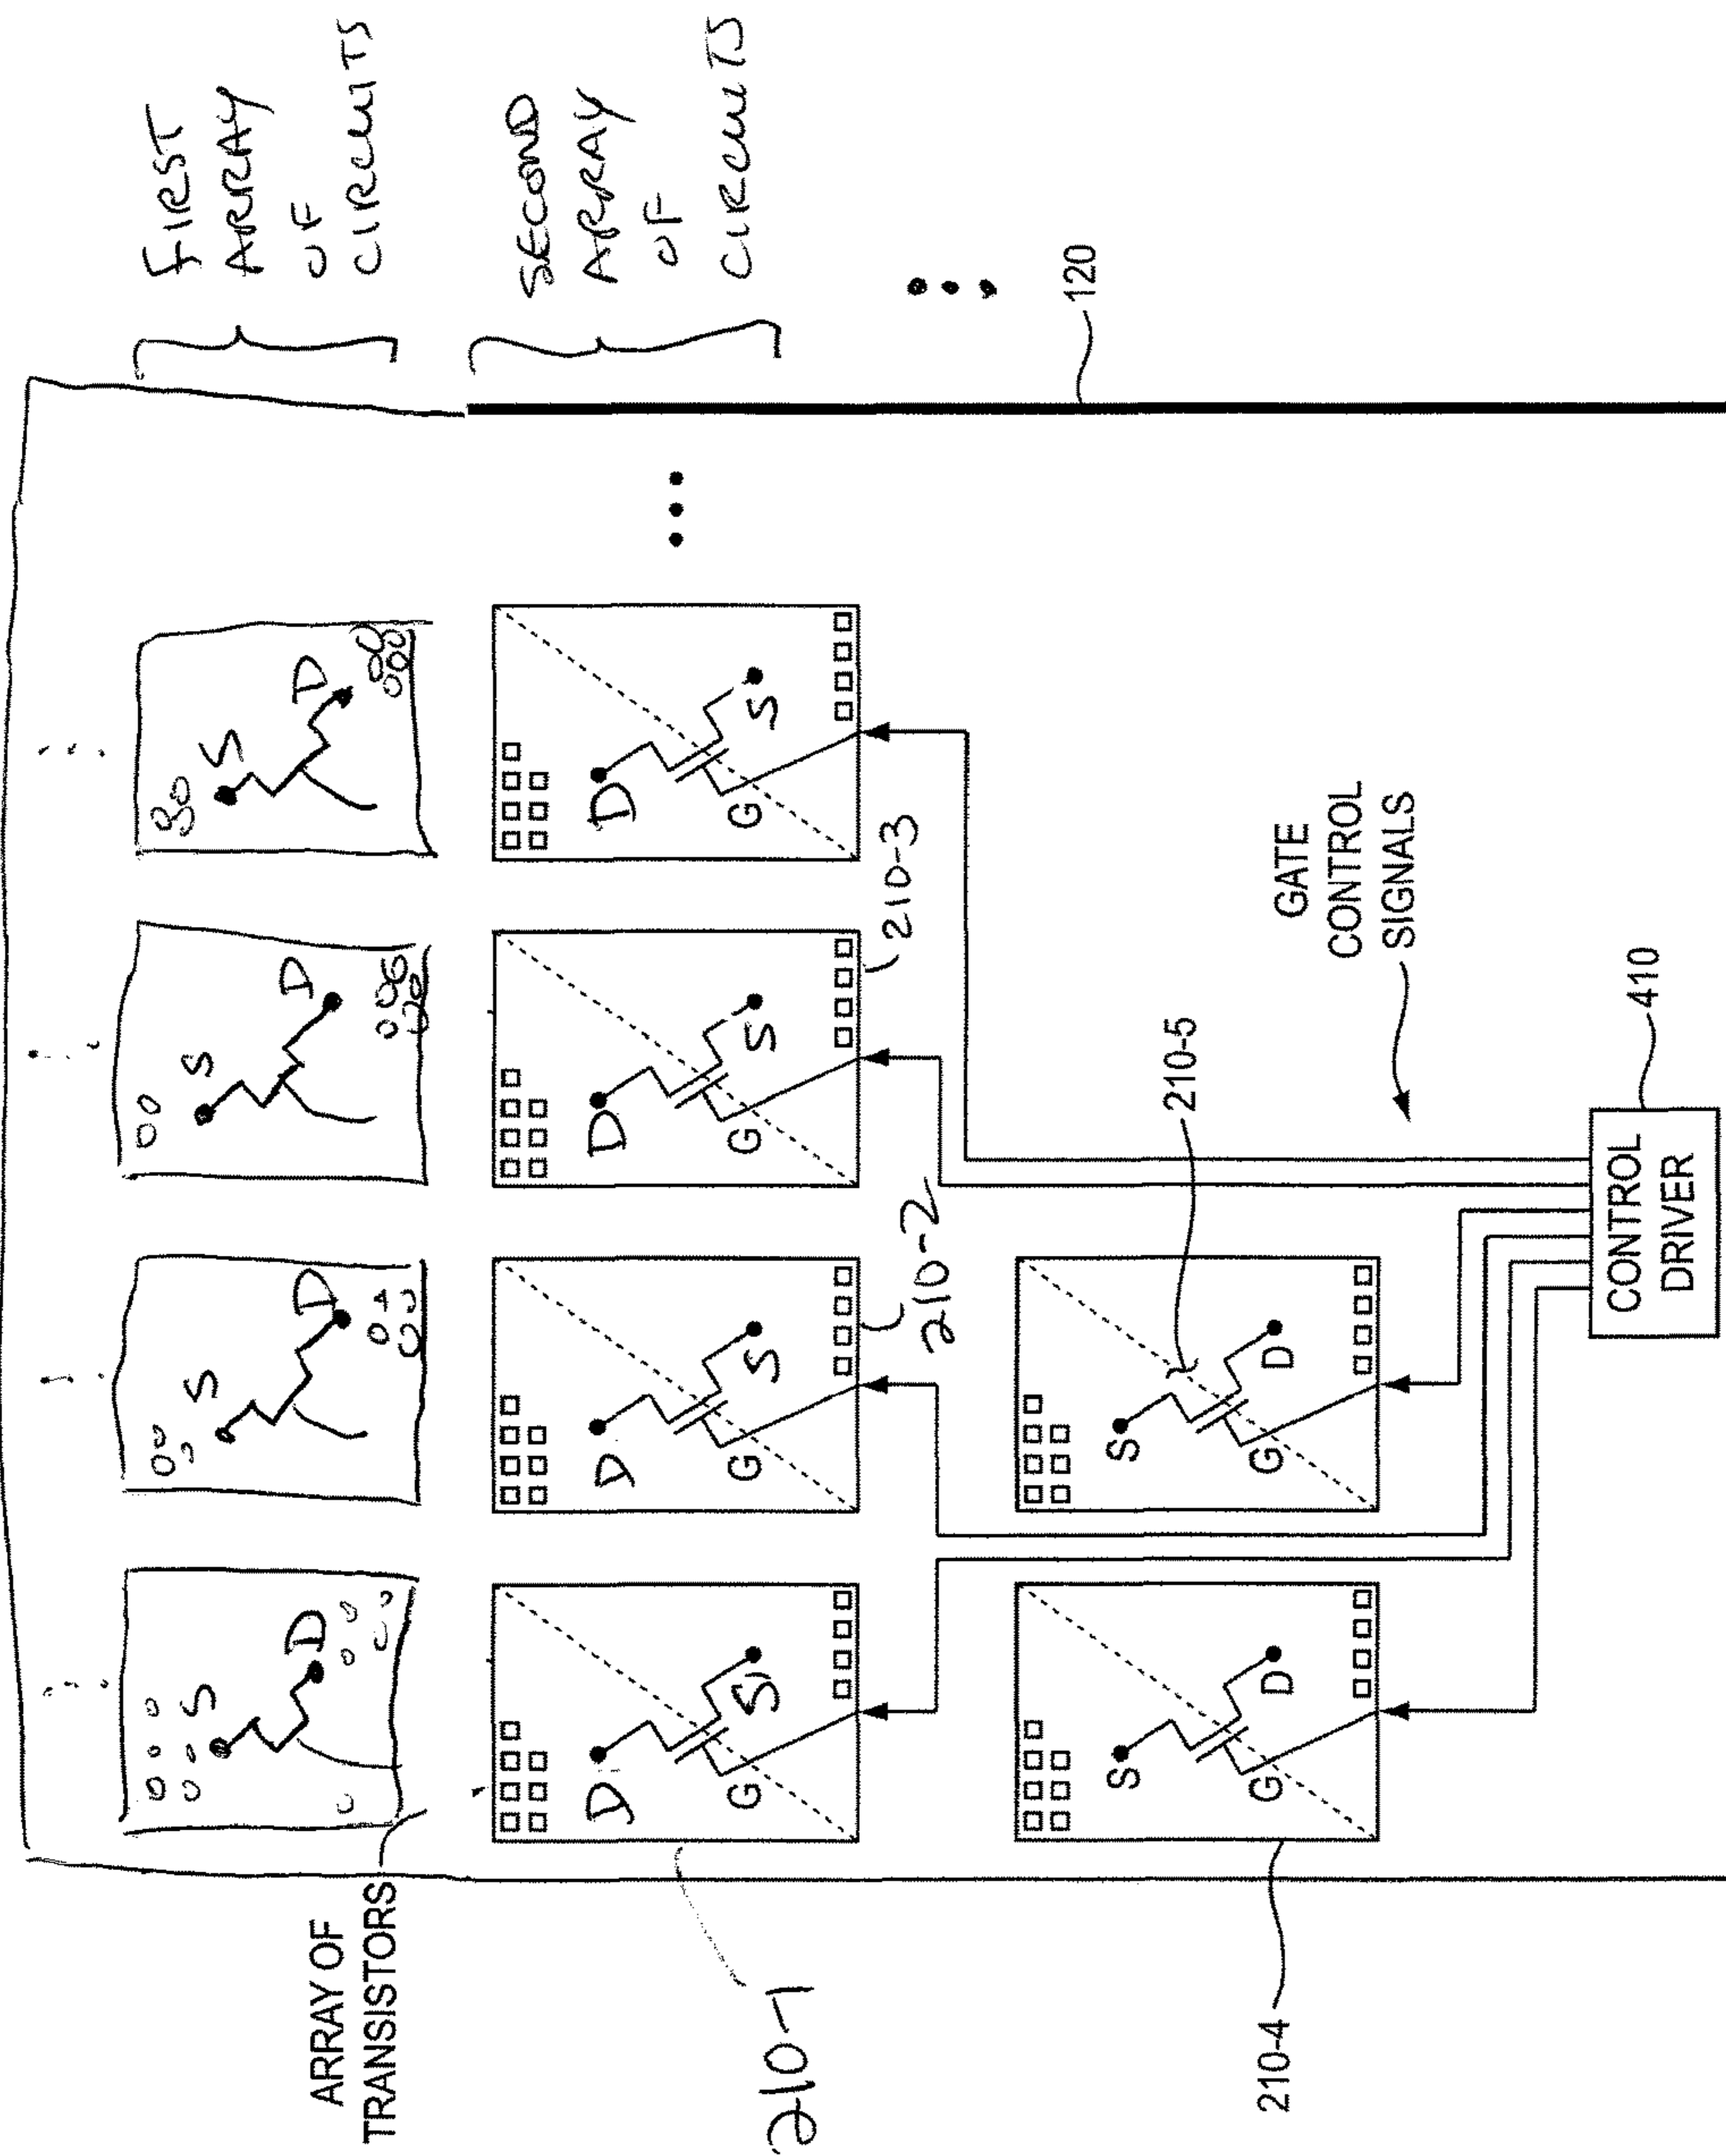 FIRST
ARRAY
OF
CIRCUITS
SECOND
ARRAY
OF
CIRCUITS
120
ARRAY OF
TRANSISTORS
S D
S D
S D
S D
D S G
D S G
D S G
D S G
210-1
210-2
210-3
S D G
S D G
210-4
210-5
GATE
CONTROL
SIGNALS
CONTROL
DRIVER
410